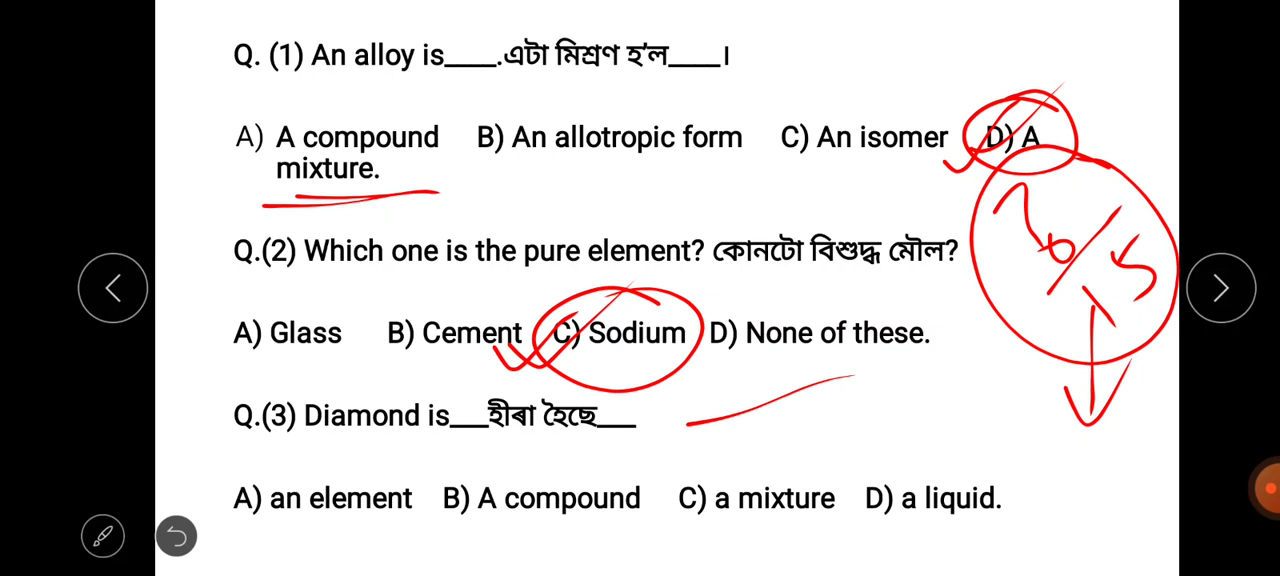 Q. (1) An alloy is____.এটা মিশ্ৰণ হ'ল____।
A) A compound B) An allotropic form C) An isomer D) A
mixture.
Q.(2) Which one is the pure element? কোনটো বিশুদ্ধ মৌল?
A) Glass B) Cement C) Sodium D) None of these.
Q.(3) Diamond is___হীৰা হৈছে___
A) an element B) A compound C) a mixture D) a liquid.